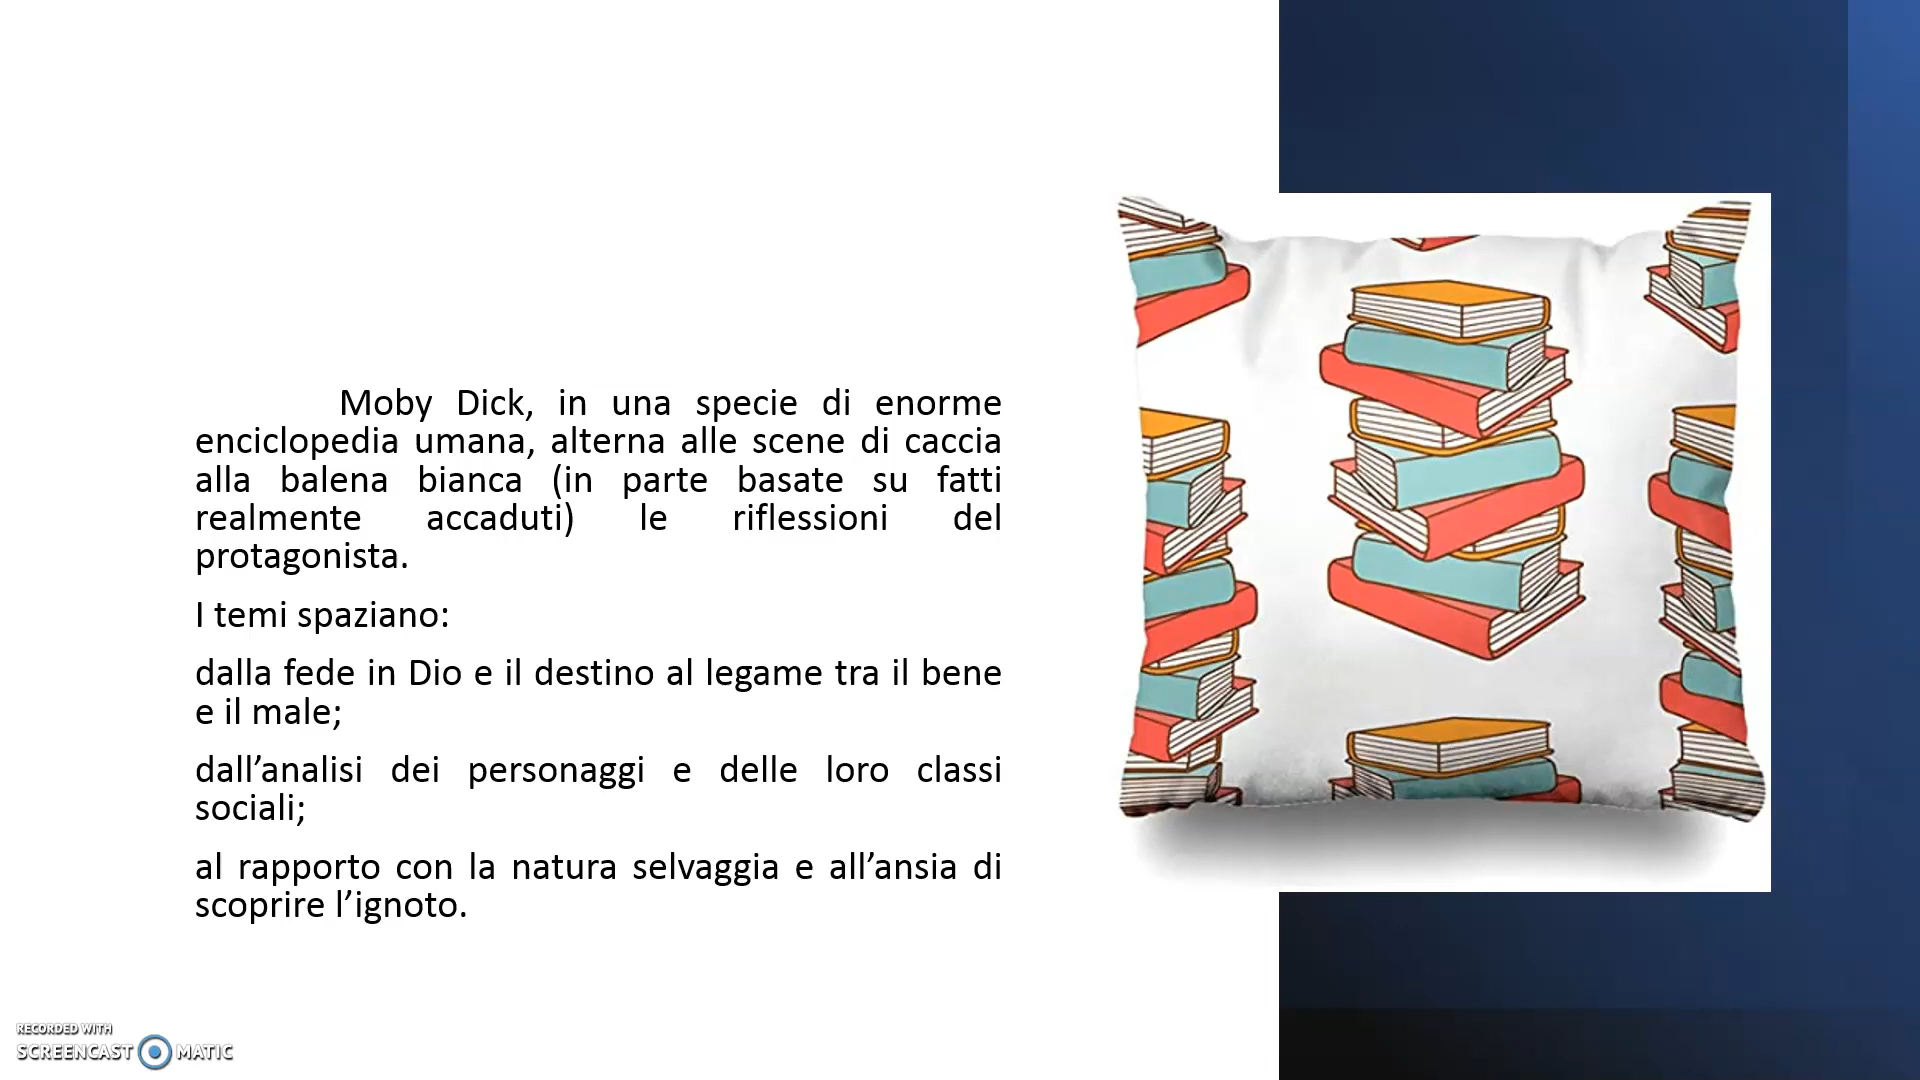 Moby Dick, in una specie di enorme
enciclopedia umana, alterna alle scene di caccia
alla balena bianca (in parte basate su fatti
realmente accaduti) le riflessioni del
protagonista.
I temi spaziano:
dalla fede in Dio e il destino al legame tra il bene
e il male;
dall’analisi dei personaggi e delle loro classi
sociali;
al rapporto con la natura selvaggia e all’ansia di
scoprire l’ignoto.
RECORDED WITH
SCREENCAST MATIC